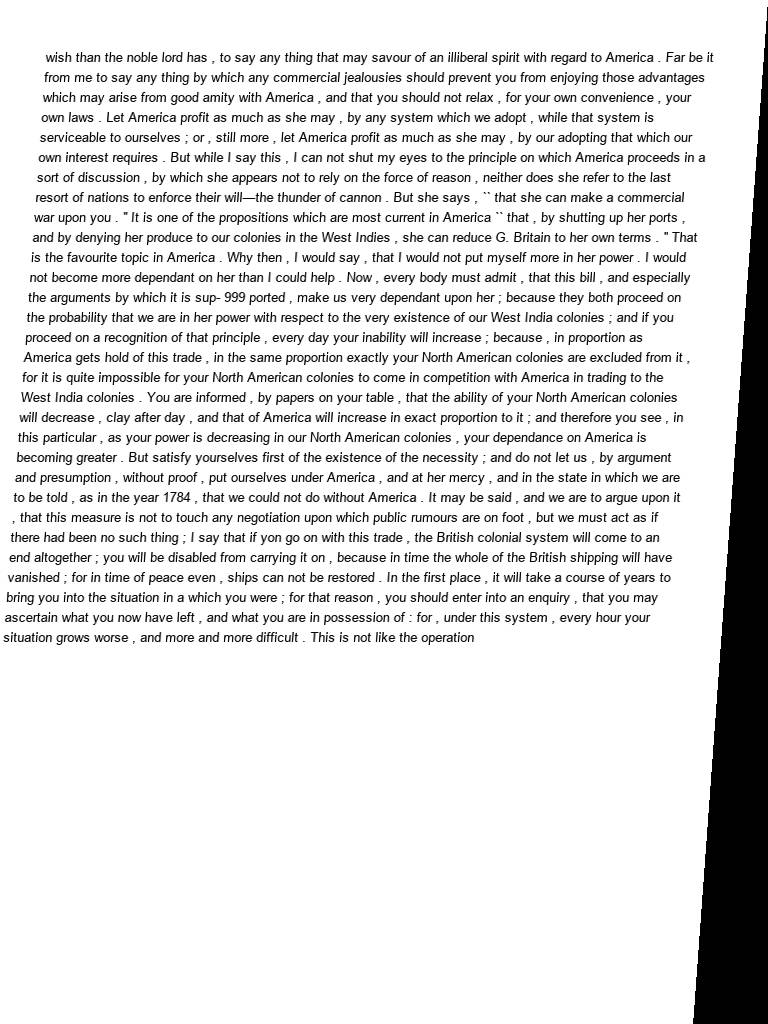 wish than the noble lord has , to say any thing that may savour of an illiberal spirit with regard to America . Far be it
from me to say any thing by which any commercial jealousies should prevent you from enjoying those advantages
which may arise from good amity with America , and that you should not relax , for your own convenience , your
own laws . Let America profit as much as she may , by any system which we adopt , while that system is
serviceable to ourselves ; or , still more , let America profit as much as she may , by our adopting that which our
own interest requires . But while I say this , I can not shut my eyes to the principle on which America proceeds in a
sort of discussion , by which she appears not to rely on the force of reason , neither does she refer to the last
resort of nations to enforce their will—the thunder of cannon . But she says , `` that she can make a commercial
war upon you . " It is one of the propositions which are most current in America `` that , by shutting up her ports ,
and by denying her produce to our colonies in the West Indies , she can reduce G. Britain to her own terms . " That
is the favourite topic in America . Why then , I would say , that I would not put myself more in her power . I would
not become more dependant on her than I could help . Now , every body must admit , that this bill , and especially
the arguments by which it is sup- 999 ported , make us very dependant upon her ; because they both proceed on
the probability that we are in her power with respect to the very existence of our West India colonies ; and if you
proceed on a recognition of that principle , every day your inability will increase ; because , in proportion as
America gets hold of this trade , in the same proportion exactly your North American colonies are excluded from it ,
for it is quite impossible for your North American colonies to come in competition with America in trading to the
West India colonies . You are informed , by papers on your table , that the ability of your North American colonies
will decrease , clay after day , and that of America will increase in exact proportion to it ; and therefore you see , in
this particular , as your power is decreasing in our North American colonies , your dependance on America is
becoming greater . But satisfy yourselves first of the existence of the necessity ; and do not let us , by argument
and presumption , without proof , put ourselves under America , and at her mercy , and in the state in which we are
to be told , as in the year 1784 , that we could not do without America . It may be said , and we are to argue upon it
, that this measure is not to touch any negotiation upon which public rumours are on foot , but we must act as if
there had been no such thing ; I say that if yon go on with this trade , the British colonial system will come to an
end altogether ; you will be disabled from carrying it on , because in time the whole of the British shipping will have
vanished ; for in time of peace even , ships can not be restored . In the first place , it will take a course of years to
bring you into the situation in a which you were ; for that reason , you should enter into an enquiry , that you may
ascertain what you now have left , and what you are in possession of : for , under this system , every hour your
situation grows worse , and more and more difficult . This is not like the operation